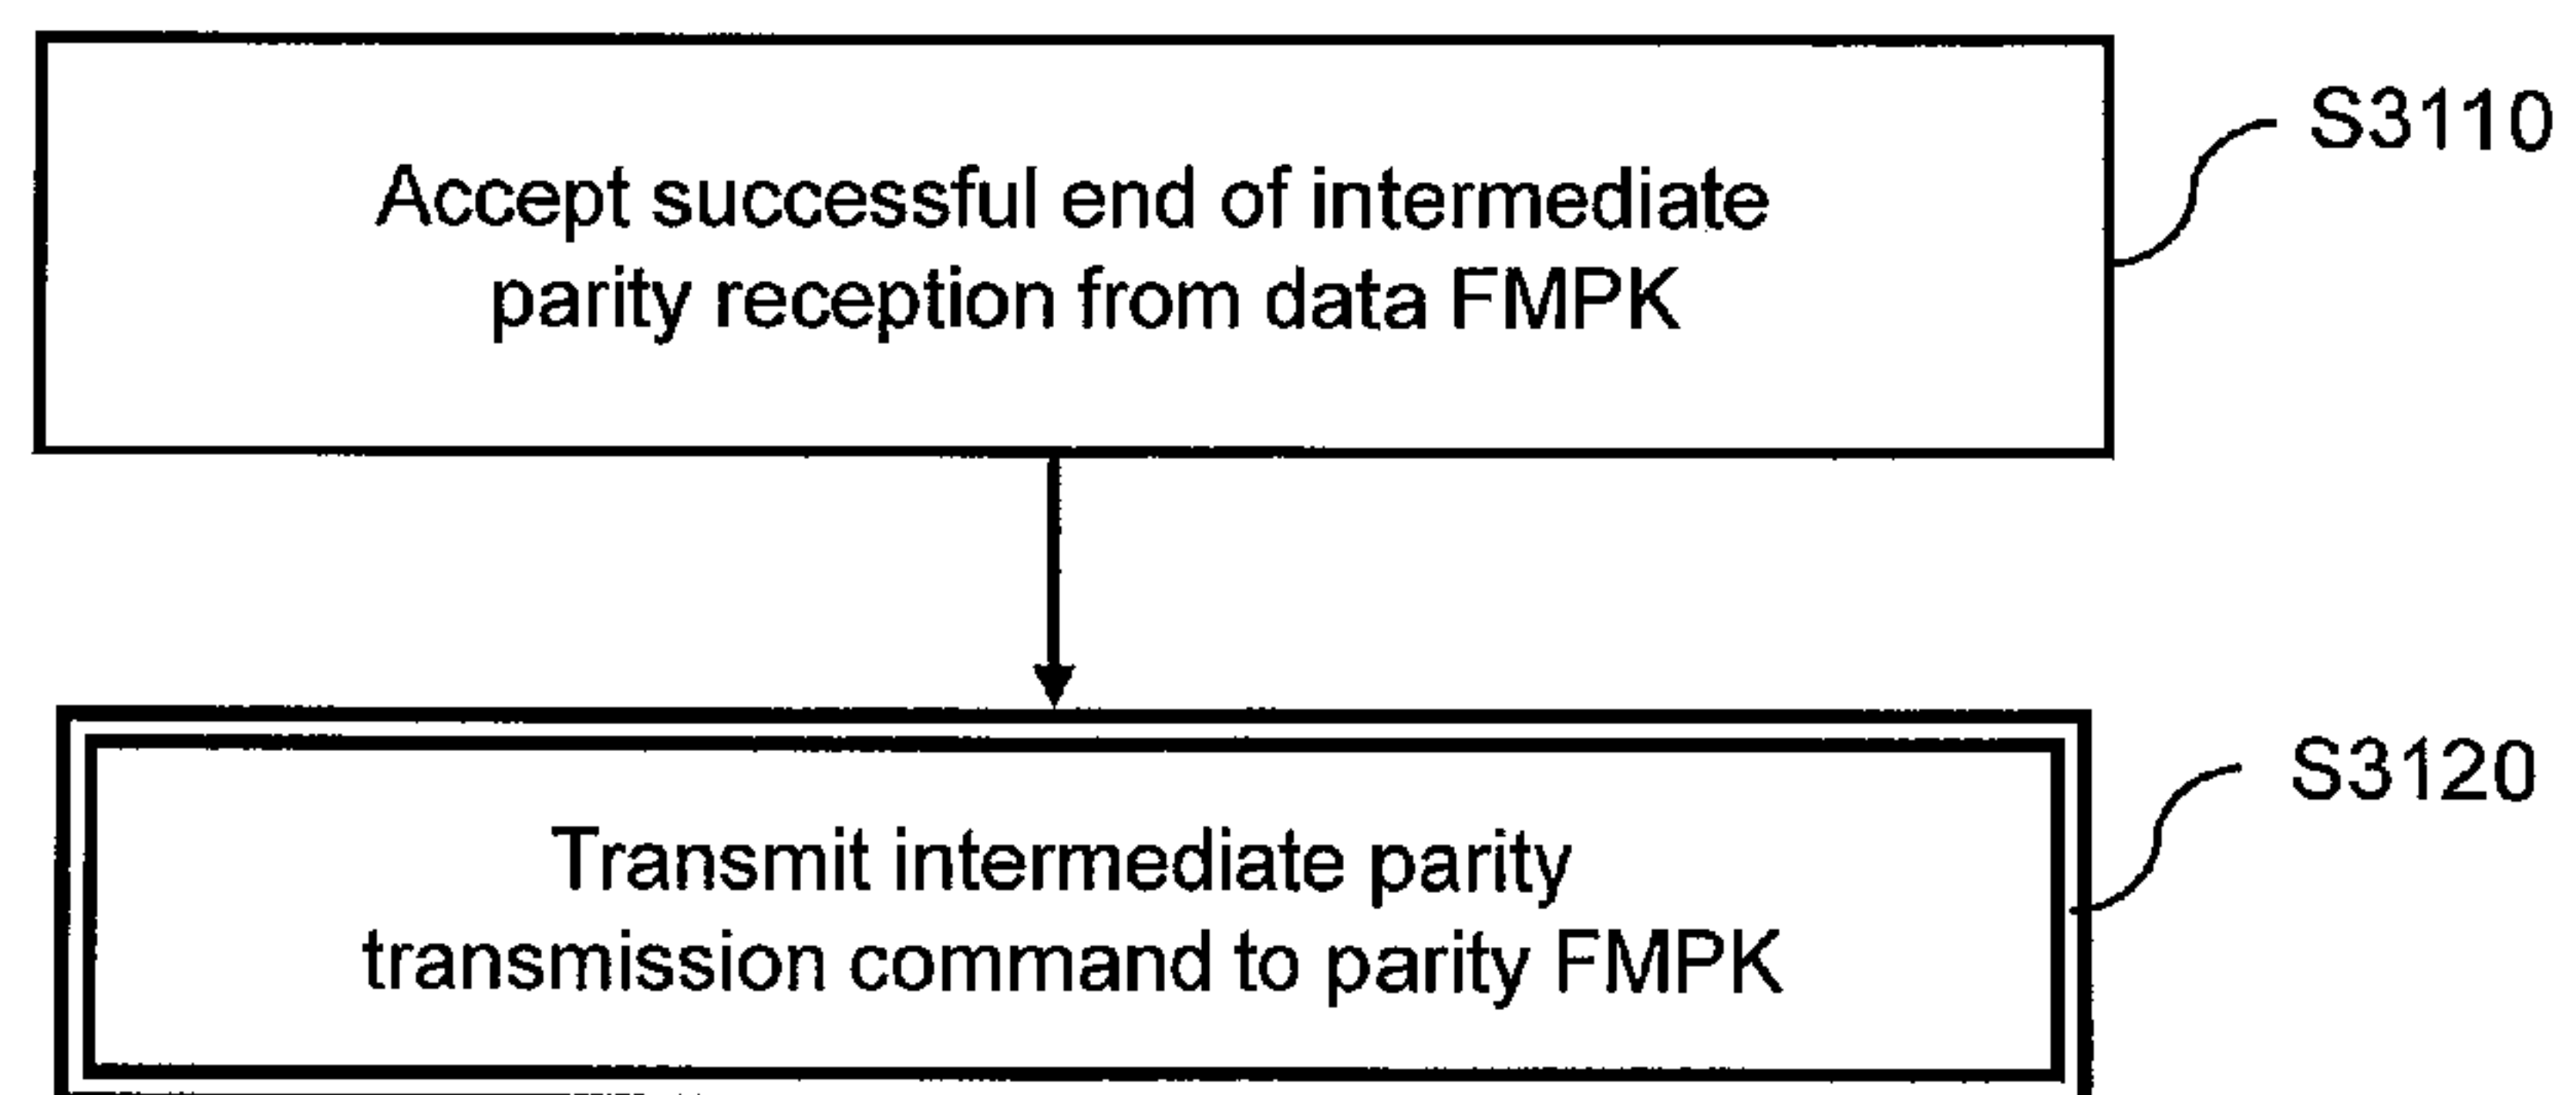 Accept successful end of intermediate
parity reception from data FMPK
S3110
Transmit intermediate parity
transmission command to parity FMPK
S3120